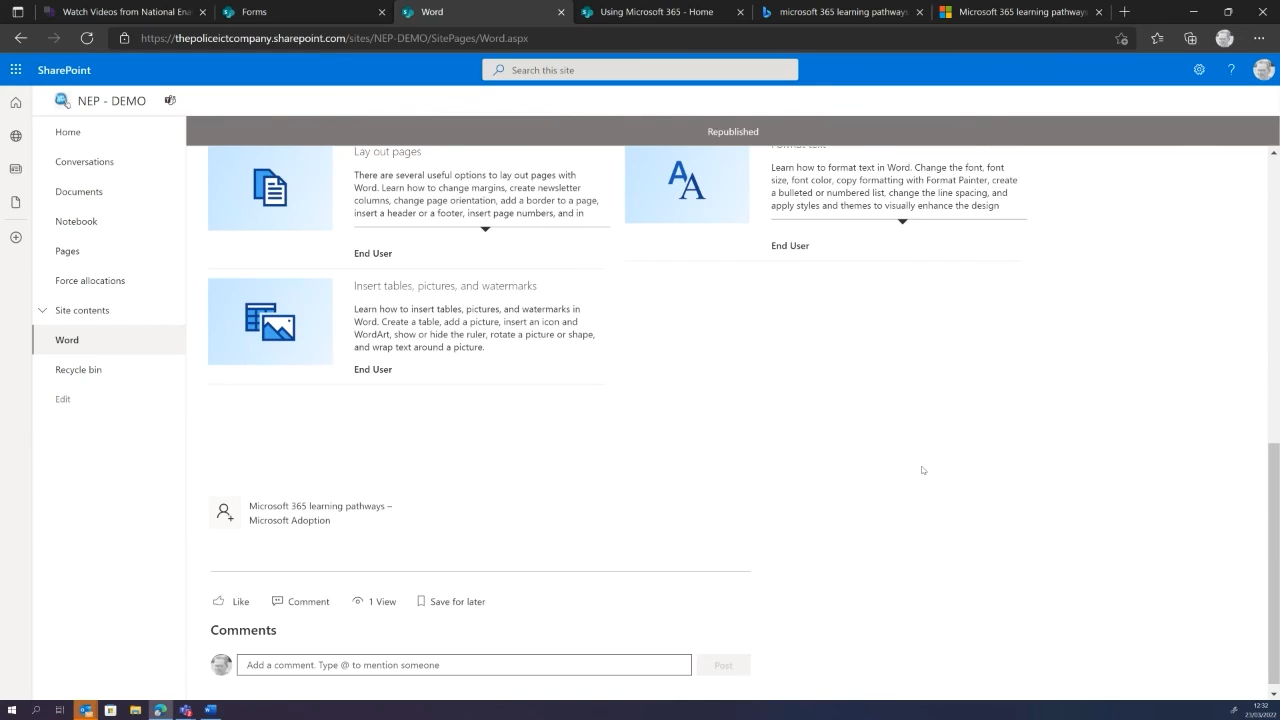 Watch Videos from National Ena
Forms
Word
Using Microsoft 365 - Home
microsoft 365 learning pathways
Microsoft 365 learning pathways
https://thepoliceictcompany.sharepoint.com/sites/NEP-DEMO/SitePages/Word.aspx
SharePoint
Search this site
NEP - DEMO
Home
Conversations
Documents
Notebook
Pages
Force allocations
Site contents
Word
Recycle bin
Edit
Republished
Lay out pages
There are several useful options to lay out pages with
Word. Learn how to change margins, create newsletter
columns, change page orientation, add a border to a page,
insert a header or a footer, insert page numbers, and in
End User
Format text
Learn how to format text in Word. Change the font, font
size, font color, copy formatting with Format Painter, create
a bulleted or numbered list, change the line spacing, and
apply styles and themes to visually enhance the design
End User
Insert tables, pictures, and watermarks
Learn how to insert tables, pictures, and watermarks in
Word. Create a table, add a picture, insert an icon and
WordArt, show or hide the ruler, rotate a picture or shape,
and wrap text around a picture.
End User
Microsoft 365 learning pathways –
Microsoft Adoption
Like
Comment
1 View
Save for later
Comments
Add a comment. Type @ to mention someone
Post
12:32
23/03/2022